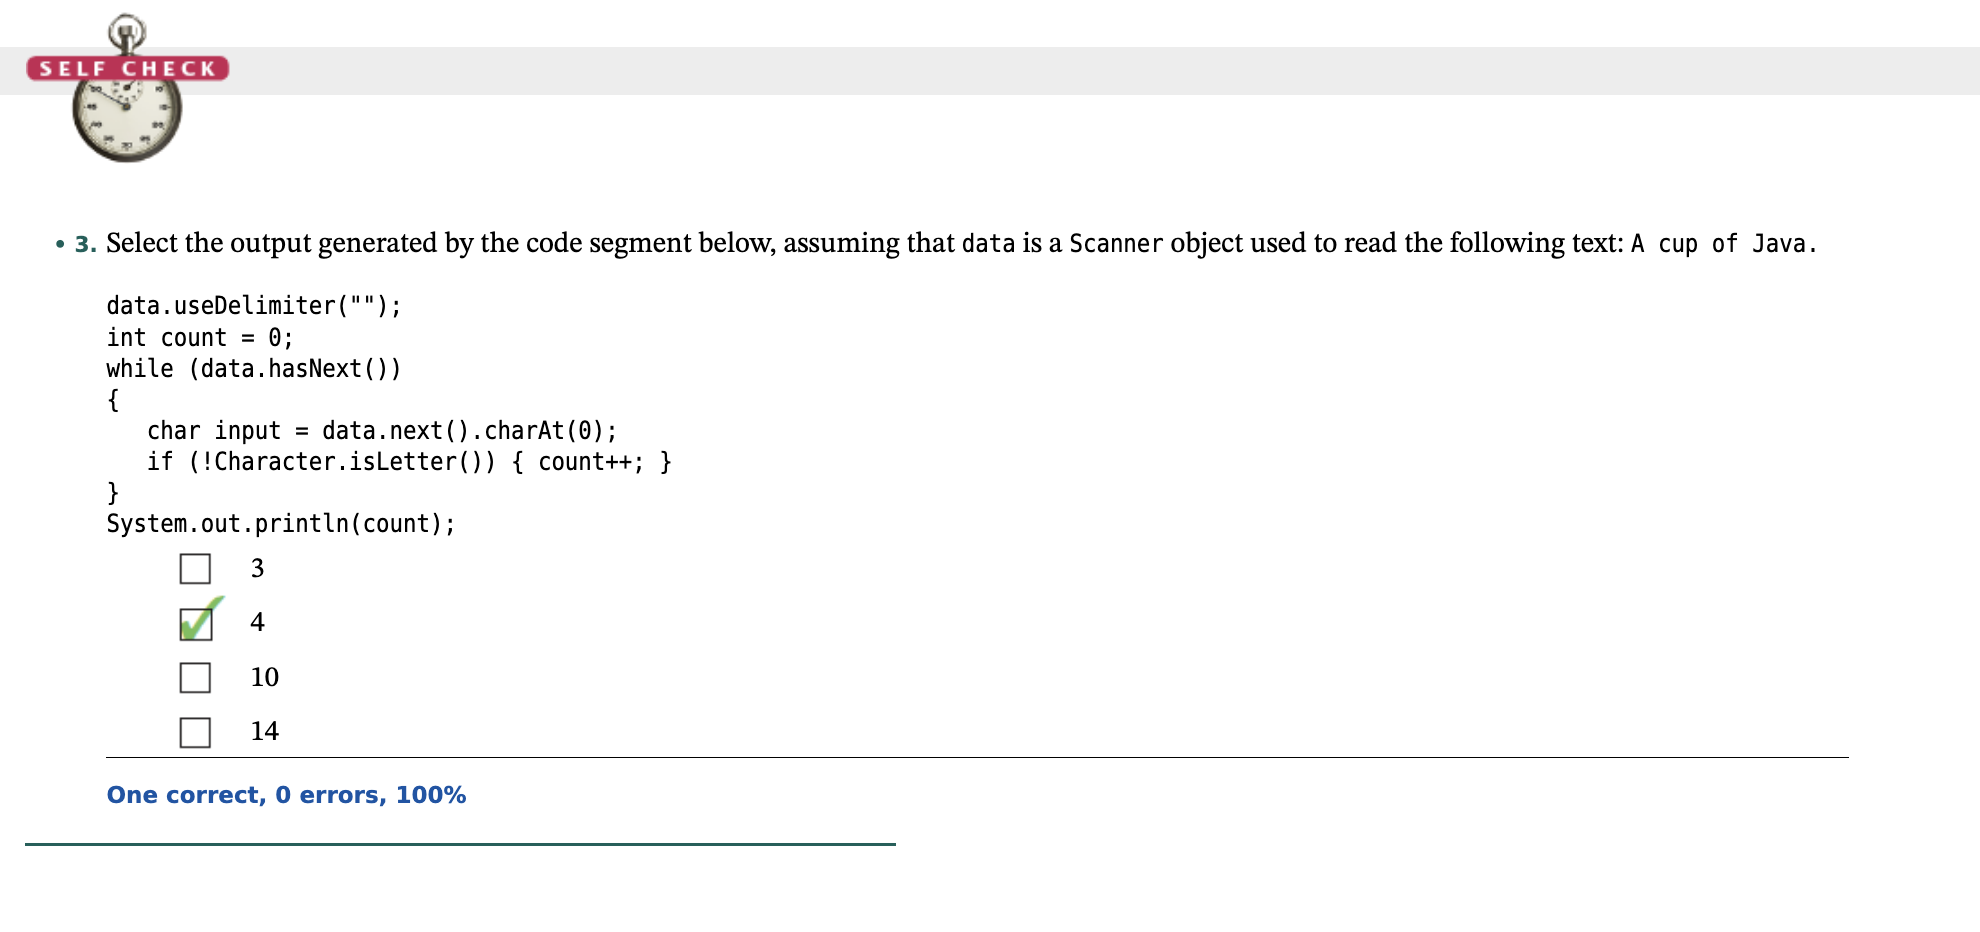 SELF CHECK
• 3. Select the output generated by the code segment below, assuming that data is a Scanner object used to read the following text: A cup of Java.
data.useDelimiter("");
int count = 0;
while (data.hasNext())
{
   char input = data.next().charAt(0);
   if (!Character.isLetter()) { count++; }
}
System.out.println(count);
3
4
10
14
One correct, 0 errors, 100%